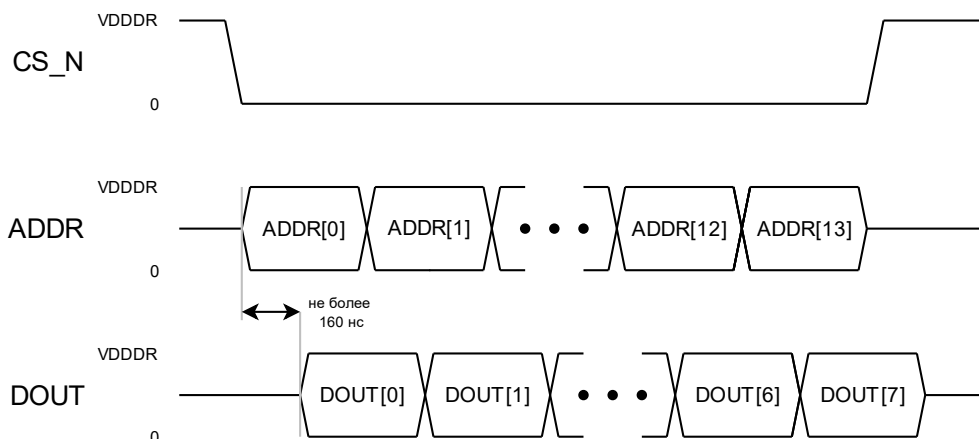 VDDDR
CS_N
0
VDDDR
ADDR
ADDR[0]
ADDR[1]
ADDR[12]
ADDR[13]
0
не более
160 нс
VDDDR
DOUT
DOUT[0]
DOUT[1]
DOUT[6]
DOUT[7]
0